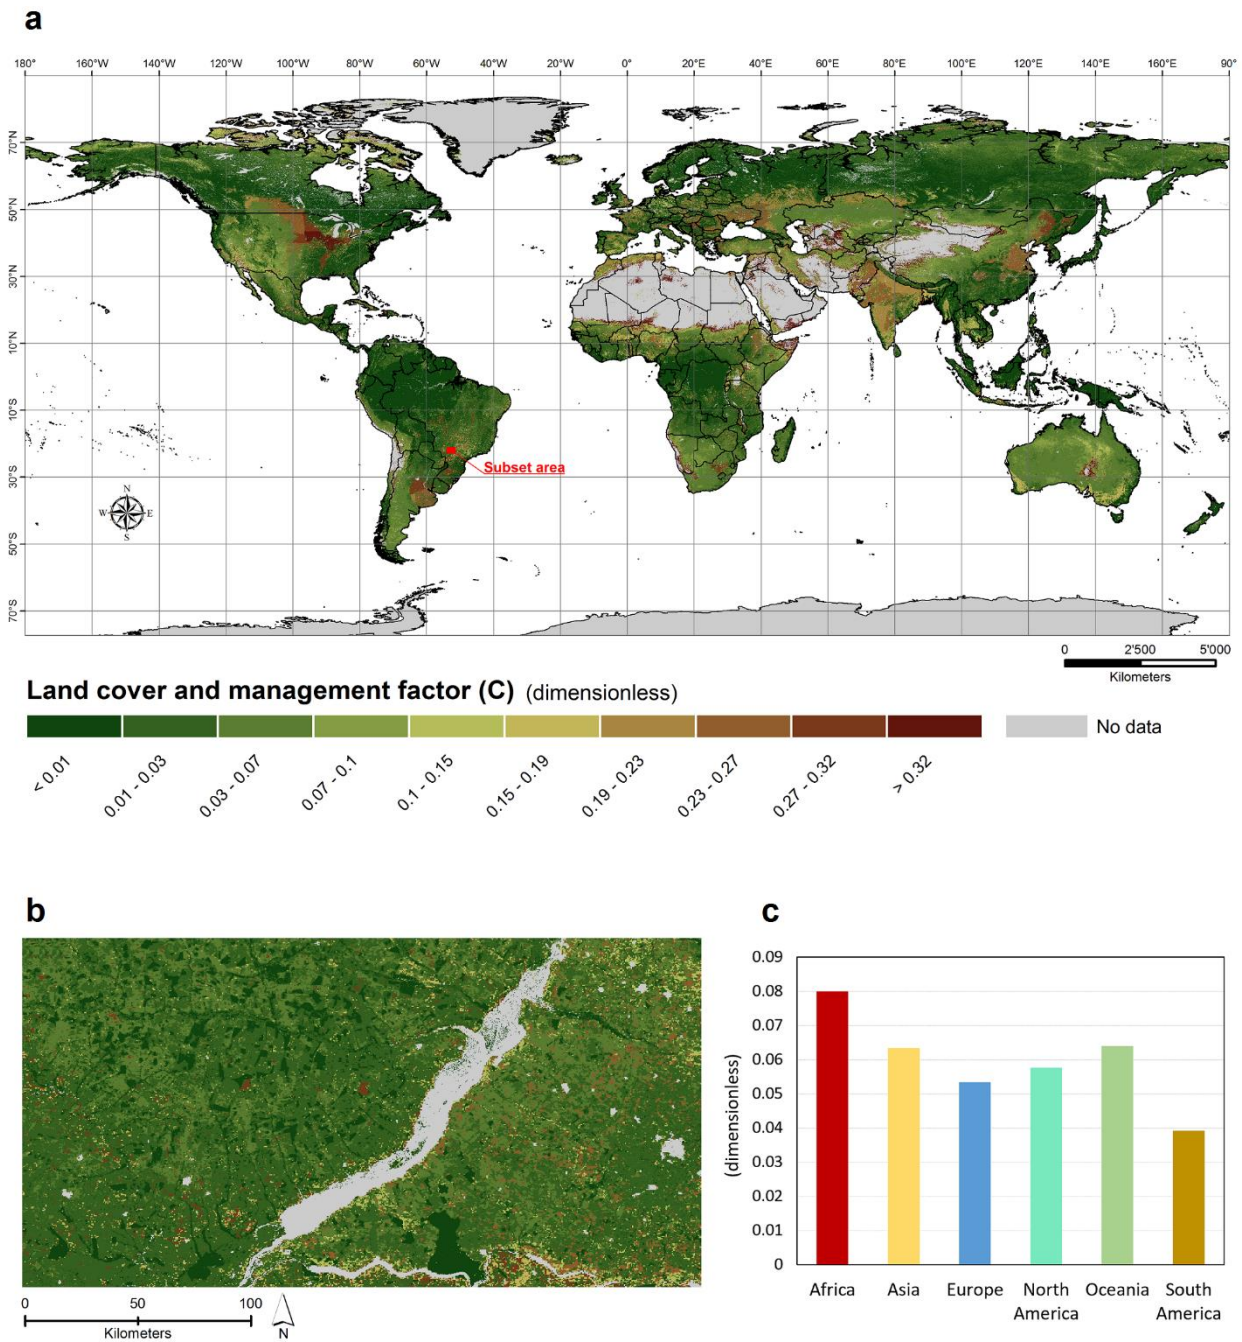 a
180° 160°W 140°W 120°W 100°W 80°W 60°W 40°W 20°W 0° 20°E 40°E 60°E 80°E 100°E 120°E 140°E 160°E 90°
70°N
50°N
30°N
10°N
10°S
30°S
50°S
70°S
Subset area
N
W E
S
0 2'500 5'000
Kilometers
Land cover and management factor (C) (dimensionless)
No data
< 0.01
0.01 - 0.03
0.03 - 0.07
0.07 - 0.1
0.1 - 0.15
0.15 - 0.19
0.19 - 0.23
0.23 - 0.27
0.27 - 0.32
> 0.32
b
0 50 100
Kilometers
N
c
(dimensionless)
0.09
0.08
0.07
0.06
0.05
0.04
0.03
0.02
0.01
0
Africa Asia Europe North America Oceania South America